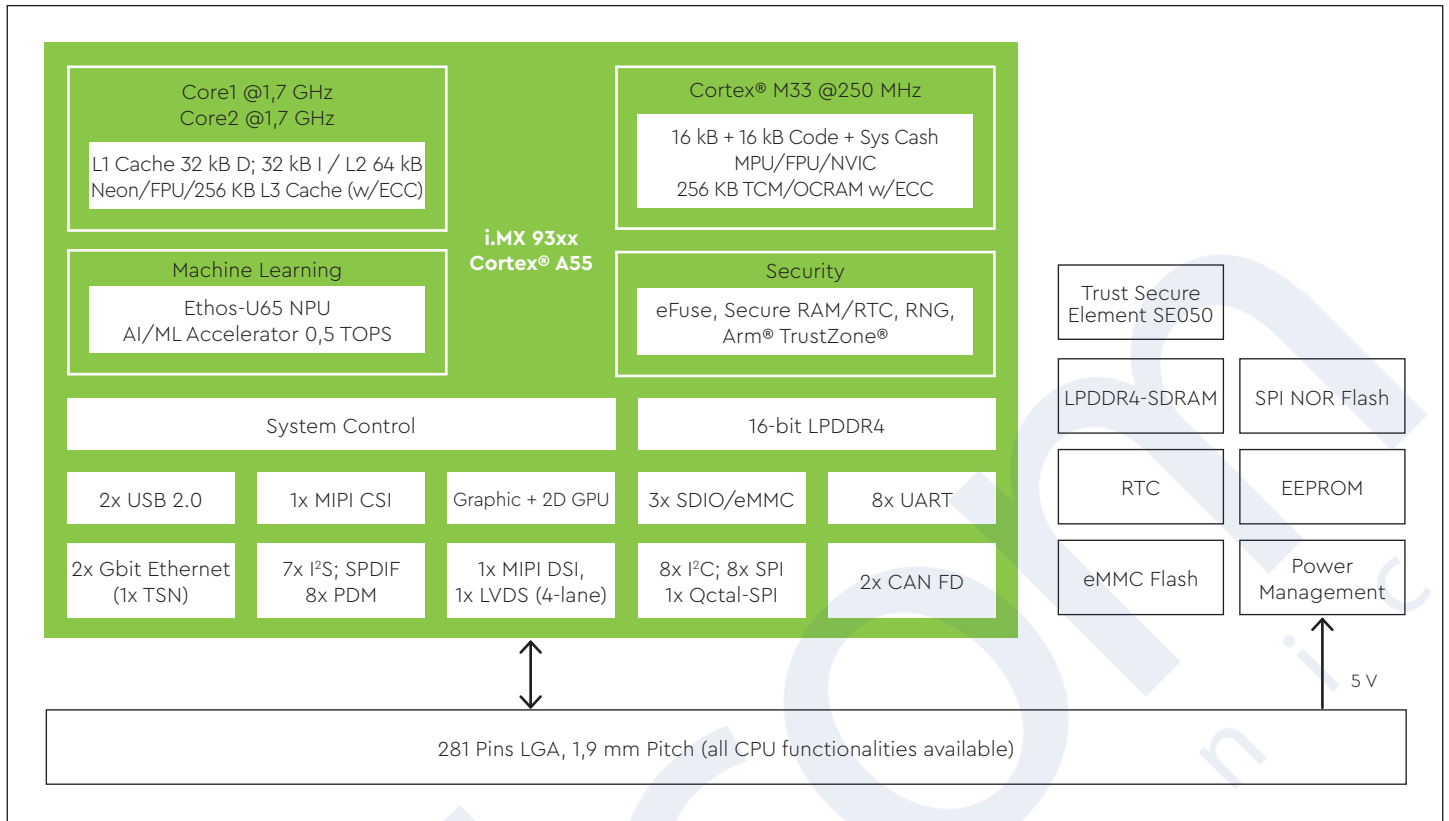 Core1 @1,7 GHz
Core2 @1,7 GHz
L1 Cache 32 kB D; 32 kB I / L2 64 kB
Neon/FPU/256 KB L3 Cache (w/ECC)
Cortex® M33 @250 MHz
16 kB + 16 kB Code + Sys Cash
MPU/FPU/NVIC
256 KB TCM/OCRAM w/ECC
i.MX 93xx
Cortex® A55
Machine Learning
Ethos-U65 NPU
AI/ML Accelerator 0,5 TOPS
Security
eFuse, Secure RAM/RTC, RNG,
Arm® TrustZone®
Trust Secure
Element SE050
System Control
16-bit LPDDR4
LPDDR4-SDRAM
SPI NOR Flash
2x USB 2.0
1x MIPI CSI
Graphic + 2D GPU
3x SDIO/eMMC
8x UART
RTC
EEPROM
2x Gbit Ethernet
(1x TSN)
7x I²S; SPDIF
8x PDM
1x MIPI DSI,
1x LVDS (4-lane)
8x I²C; 8x SPI
1x Qctal-SPI
2x CAN FD
eMMC Flash
Power
Management
5 V
281 Pins LGA, 1,9 mm Pitch (all CPU functionalities available)
com
n i c